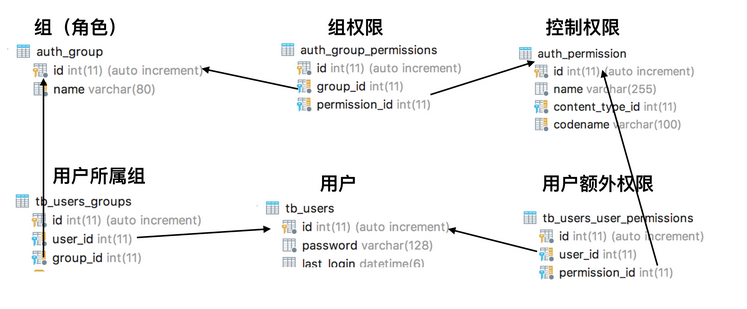 组（角色）
auth_group
id int(11) (auto increment)
name varchar(80)
组权限
auth_group_permissions
id int(11) (auto increment)
group_id int(11)
permission_id int(11)
控制权限
auth_permission
id int(11) (auto increment)
name varchar(255)
content_type_id int(11)
codename varchar(100)
用户所属组
tb_users_groups
id int(11) (auto increment)
user_id int(11)
group_id int(11)
用户
tb_users
id int(11) (auto increment)
password varchar(128)
last_login datetime(6)
用户额外权限
tb_users_user_permissions
id int(11) (auto increment)
user_id int(11)
permission_id int(11)